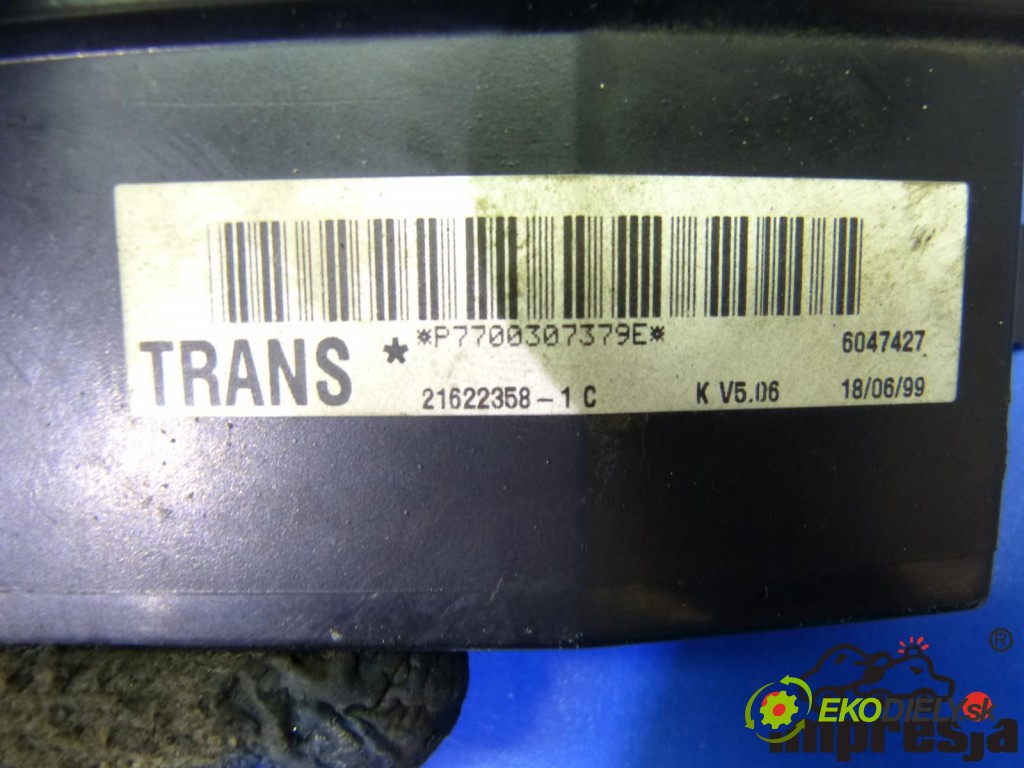 *P7700307379E*
TRANS *
6047427
21622358-1 C
K V5.06
18/06/99
®
EKODIELY.sk
impresja